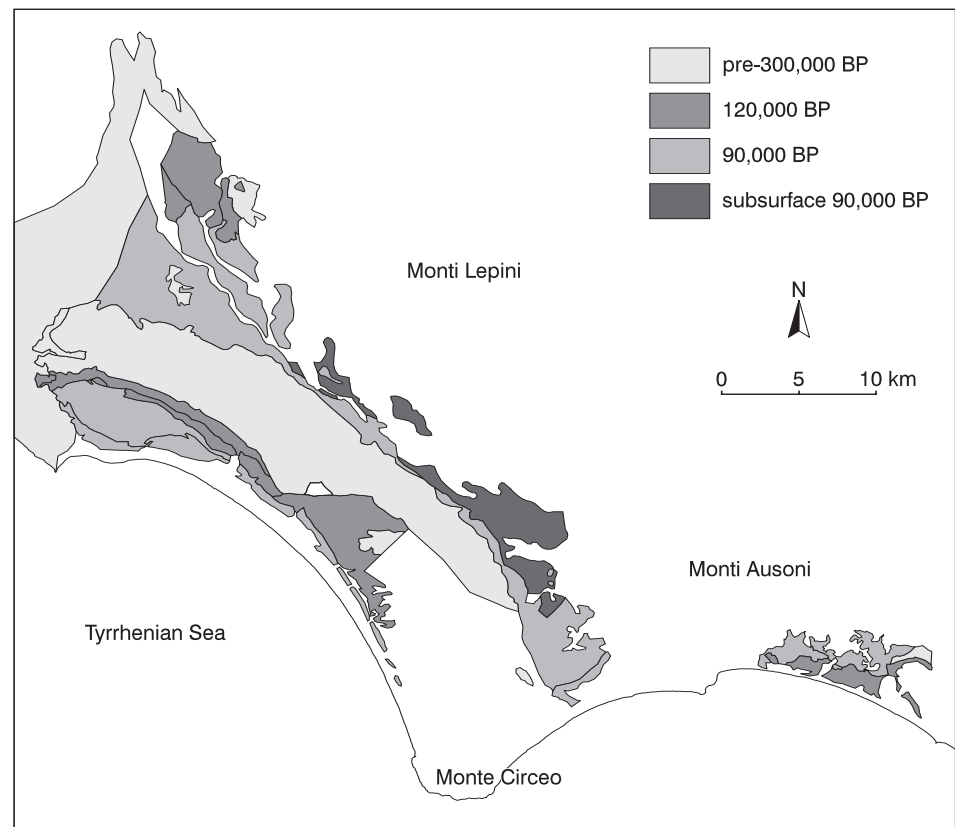 pre-300,000 BP
120,000 BP
90,000 BP
subsurface 90,000 BP
Monti Lepini
N
0 5 10 km
Monti Ausoni
Tyrrhenian Sea
Monte Circeo